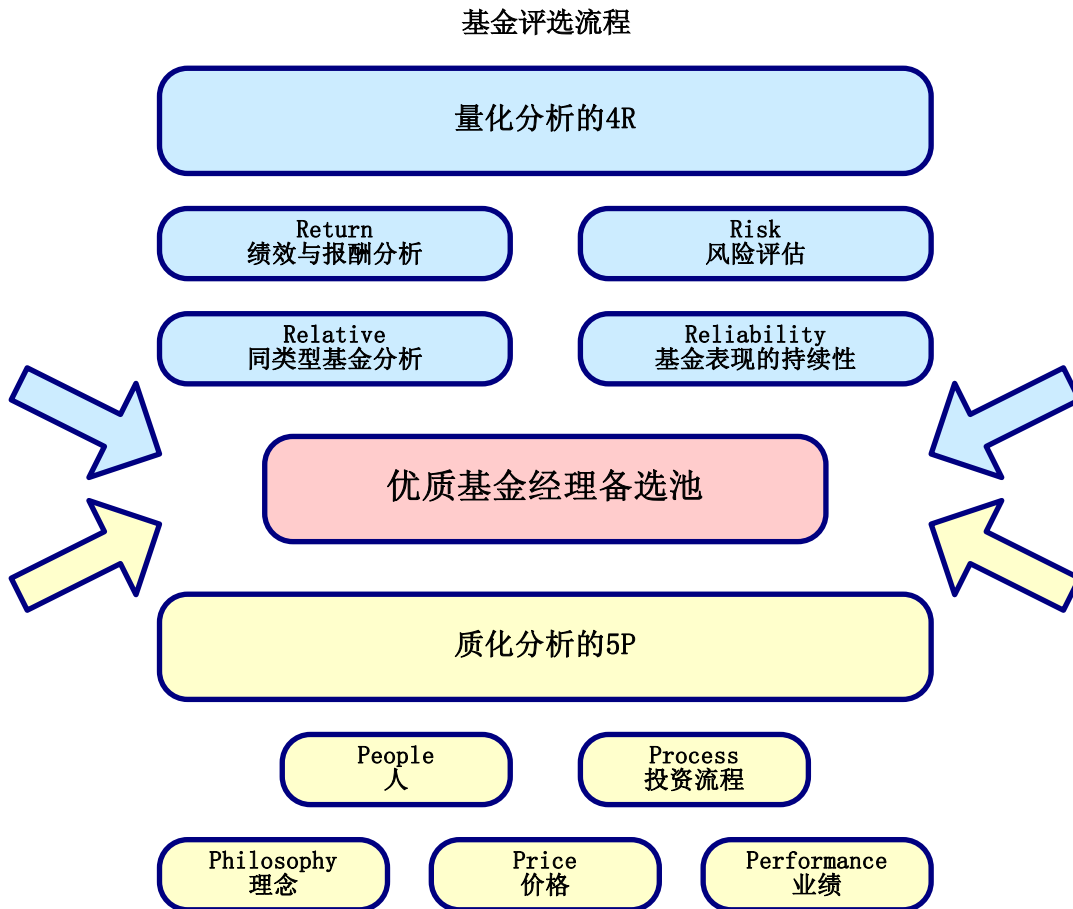 基金评选流程
量化分析的4R
Return
绩效与报酬分析
Risk
风险评估
Relative
同类型基金分析
Reliability
基金表现的持续性
优质基金经理备选池
质化分析的5P
People
人
Process
投资流程
Philosophy
理念
Price
价格
Performance
业绩